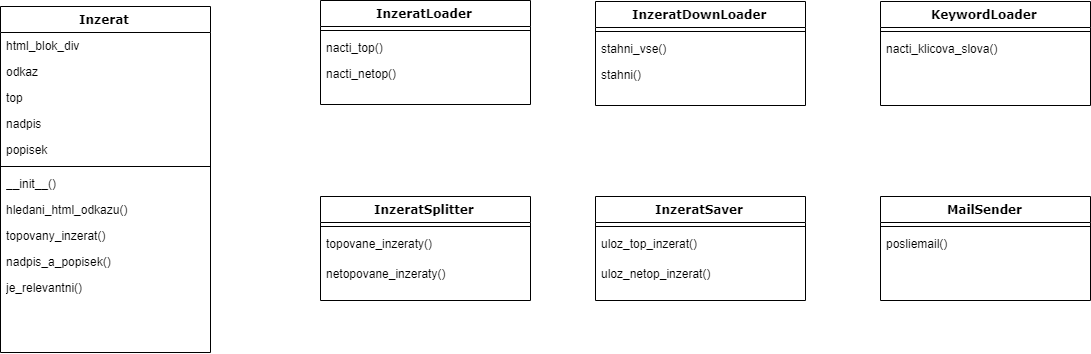 Inzerat
html_blok_div
odkaz
top
nadpis
popisek
__init__()
hledani_html_odkazu()
topovany_inzerat()
nadpis_a_popisek()
je_relevantni()
InzeratLoader
nacti_top()
nacti_netop()
InzeratDownLoader
stahni_vse()
stahni()
KeywordLoader
nacti_klicova_slova()
InzeratSplitter
topovane_inzeraty()
netopovane_inzeraty()
InzeratSaver
uloz_top_inzerat()
uloz_netop_inzerat()
MailSender
posliemail()